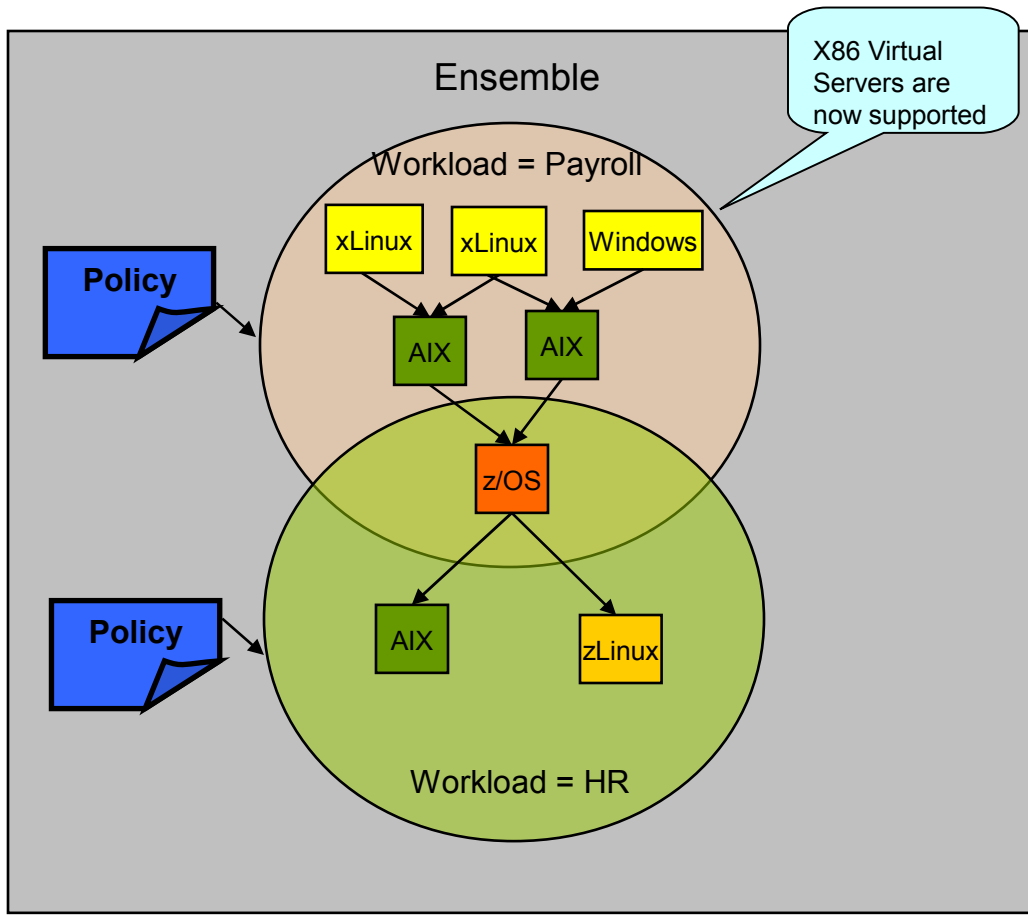 Ensemble
X86 Virtual
Servers are
now supported
Workload = Payroll
xLinux
xLinux
Windows
Policy
AIX
AIX
z/OS
Policy
AIX
zLinux
Workload = HR